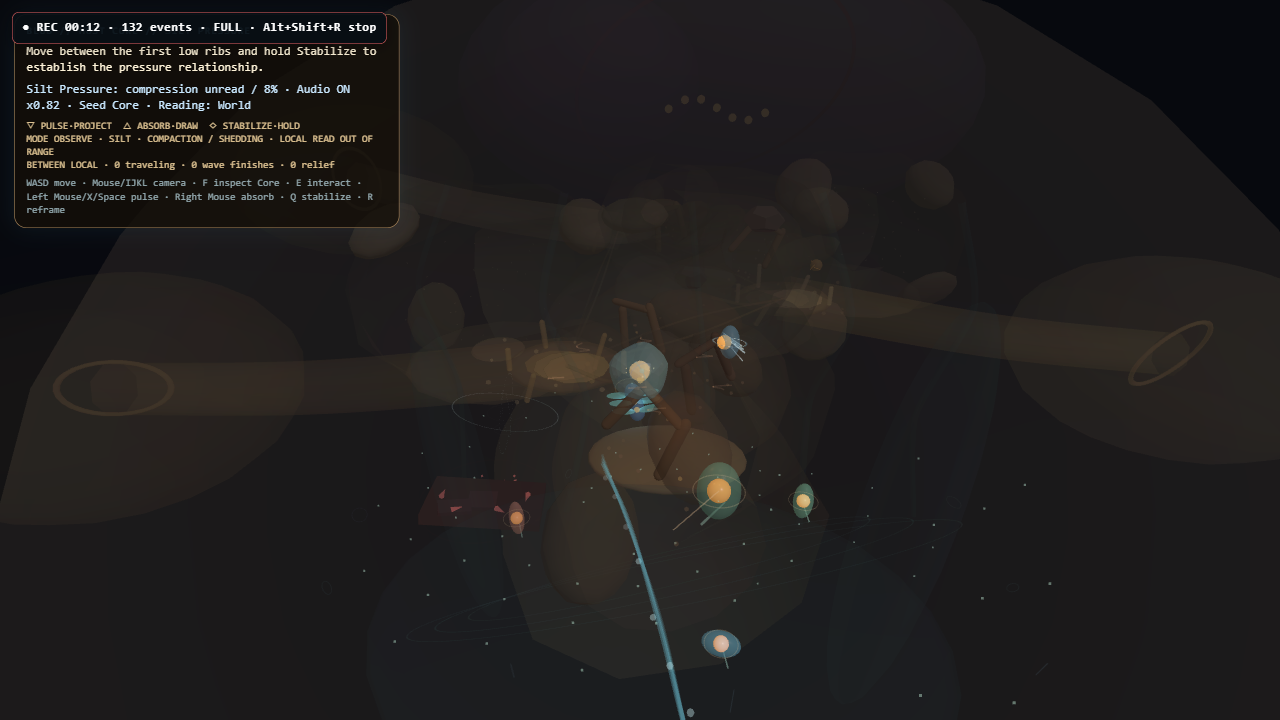 ● REC 00:12 · 132 events · FULL · Alt+Shift+R stop
Move between the first low ribs and hold Stabilize to
establish the pressure relationship.
Silt Pressure: compression unread / 8% · Audio ON
x0.82 · Seed Core · Reading: World
▽ PULSE·PROJECT △ ABSORB·DRAW ◇ STABILIZE·HOLD
MODE OBSERVE · SILT · COMPACTION / SHEDDING · LOCAL READ OUT OF
RANGE
BETWEEN LOCAL · 0 traveling · 0 wave finishes · 0 relief
WASD move · Mouse/IJKL camera · F inspect Core · E interact ·
Left Mouse/X/Space pulse · Right Mouse absorb · Q stabilize · R
reframe